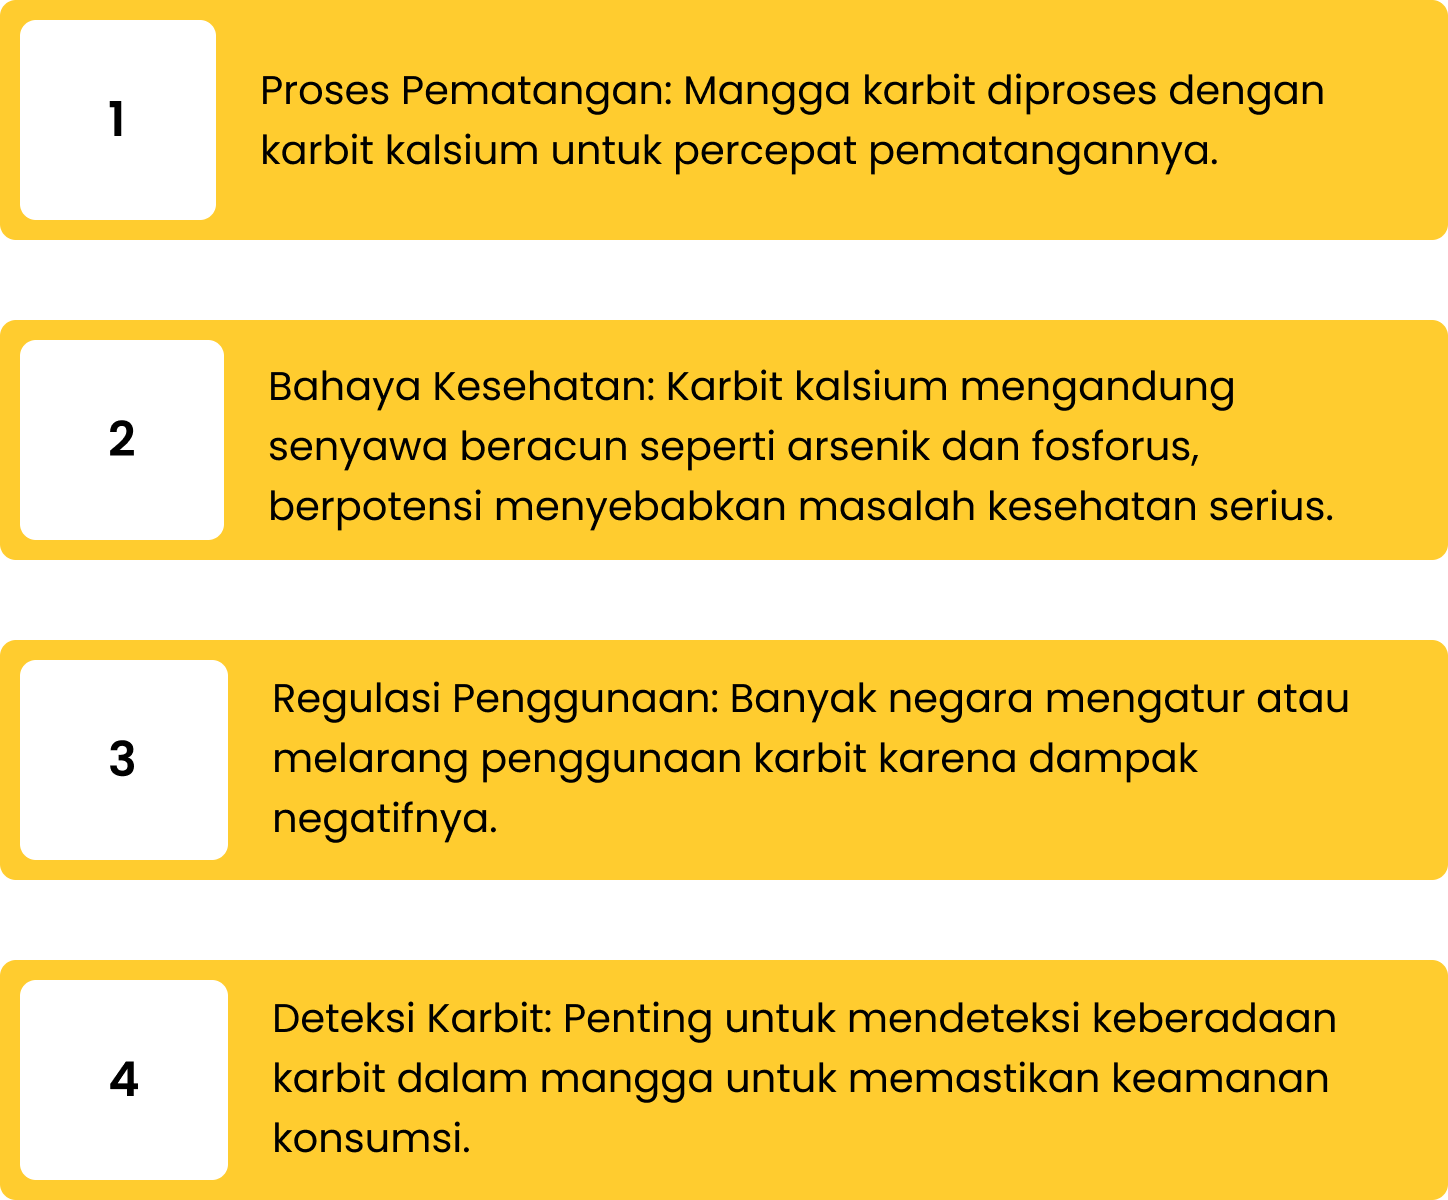 1
Proses Pematangan: Mangga karbit diproses dengan
karbit kalsium untuk percepat pematangannya.
2
Bahaya Kesehatan: Karbit kalsium mengandung
senyawa beracun seperti arsenik dan fosforus,
berpotensi menyebabkan masalah kesehatan serius.
3
Regulasi Penggunaan: Banyak negara mengatur atau
melarang penggunaan karbit karena dampak
negatifnya.
4
Deteksi Karbit: Penting untuk mendeteksi keberadaan
karbit dalam mangga untuk memastikan keamanan
konsumsi.